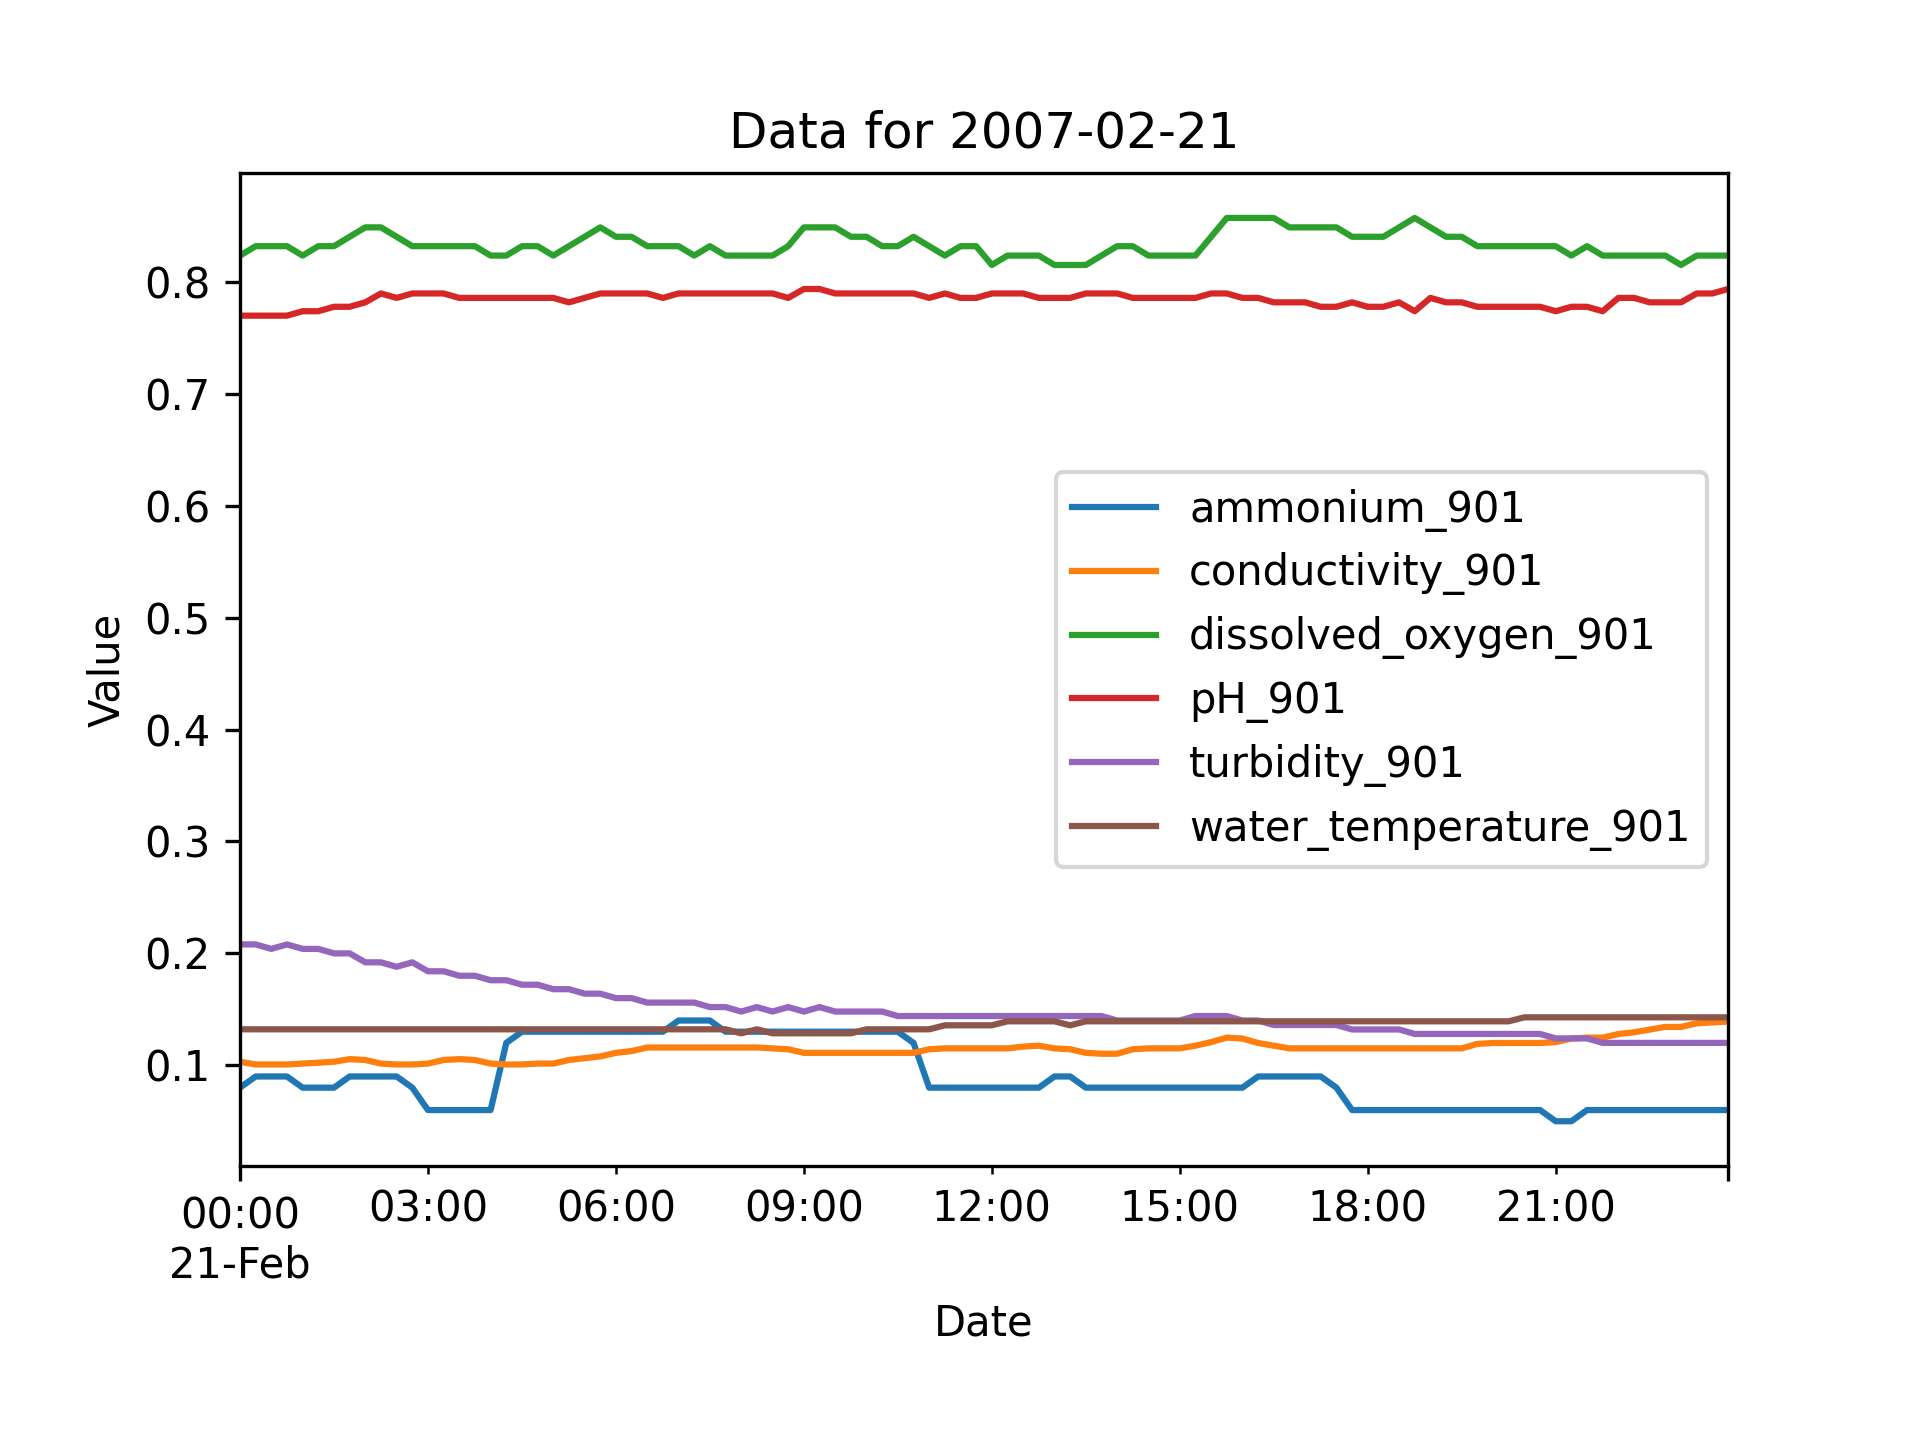 Data for 2007-02-21
0.8
0.7
0.6
0.5
0.4
0.3
0.2
0.1
Value
ammonium_901
conductivity_901
dissolved_oxygen_901
pH_901
turbidity_901
water_temperature_901
00:00 03:00 06:00 09:00 12:00 15:00 18:00 21:00
21-Feb
Date